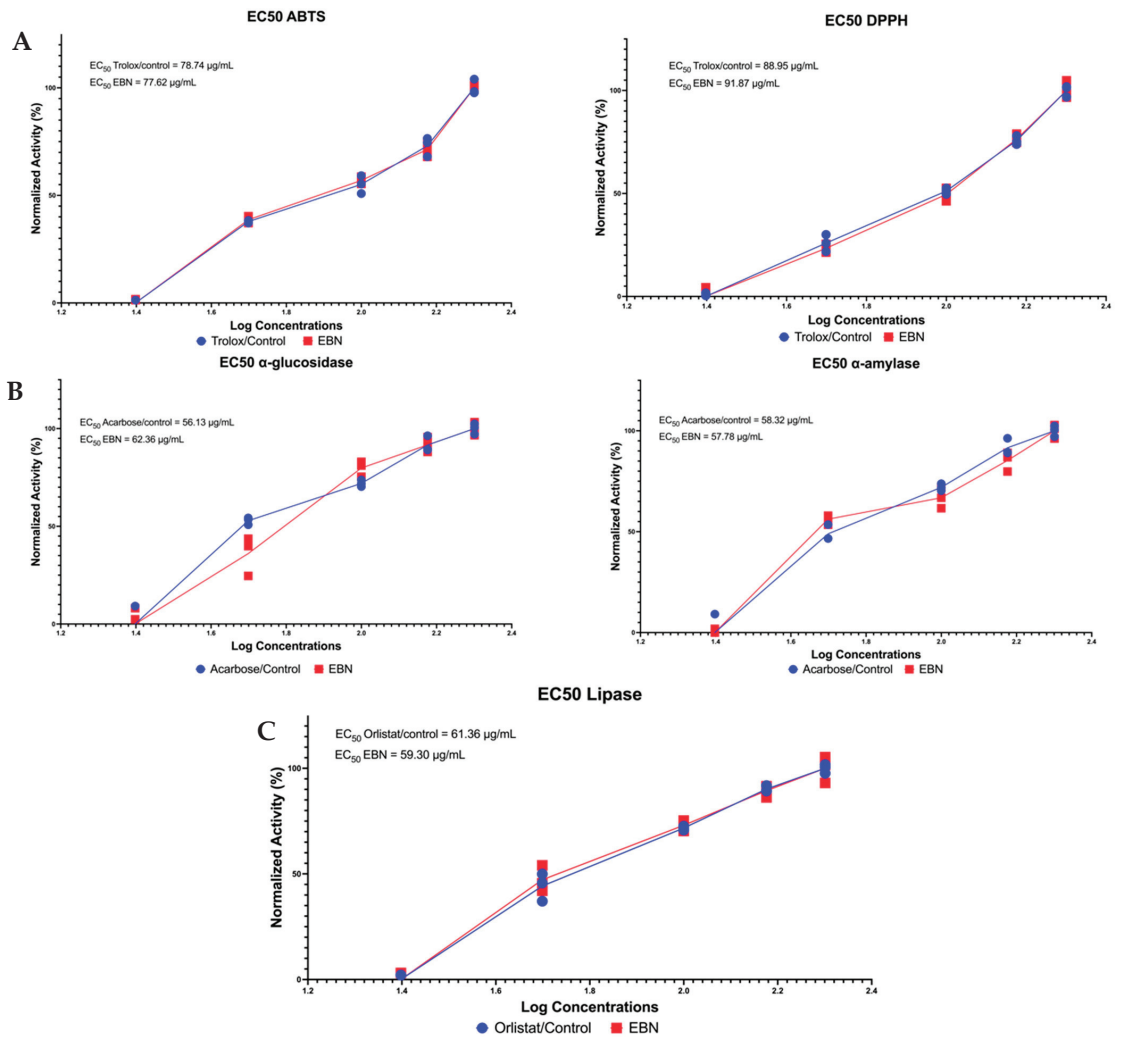 A
EC50 ABTS
EC50 Trolox/control = 78.74 µg/mL
EC50 EBN = 77.62 µg/mL
Normalized Activity (%)
100
50
0
1.2 1.4 1.6 1.8 2.0 2.2 2.4
Log Concentrations
Trolox/Control EBN
EC50 DPPH
EC50 Trolox/control = 88.95 µg/mL
EC50 EBN = 91.87 µg/mL
Normalized Activity (%)
100
50
0
1.2 1.4 1.6 1.8 2.0 2.2 2.4
Log Concentrations
Trolox/Control EBN
B
EC50 α-glucosidase
EC50 Acarbose/control = 56.13 µg/mL
EC50 EBN = 62.36 µg/mL
Normalized Activity (%)
100
50
0
1.2 1.4 1.6 1.8 2.0 2.2 2.4
Log Concentrations
Acarbose/Control EBN
EC50 α-amylase
EC50 Acarbose/control = 58.32 µg/mL
EC50 EBN = 57.78 µg/mL
Normalized Activity (%)
100
50
0
1.2 1.4 1.6 1.8 2.0 2.2 2.4
Log Concentrations
Acarbose/Control EBN
C
EC50 Lipase
EC50 Orlistat/control = 61.36 µg/mL
EC50 EBN = 59.30 µg/mL
Normalized Activity (%)
100
50
0
1.2 1.4 1.6 1.8 2.0 2.2 2.4
Log Concentrations
Orlistat/Control EBN